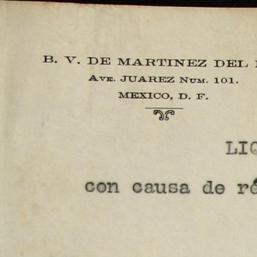 B. V. DE MARTINEZ DEL
AVE. JUAREZ NUM. 101.
MEXICO, D. F.
con causa de